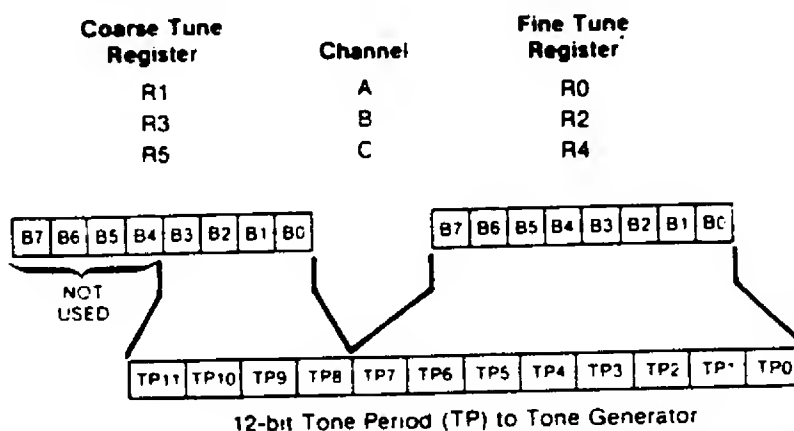 Coarse Tune Register Channel Fine Tune Register
R1 A R0
R3 B R2
R5 C R4
B7 B6 B5 B4 B3 B2 B1 B0 B7 B6 B5 B4 B3 B2 B1 B0
NOT
USED
TP11 TP10 TP9 TP8 TP7 TP6 TP5 TP4 TP3 TP2 TP1 TP0
12-bit Tone Period (TP) to Tone Generator